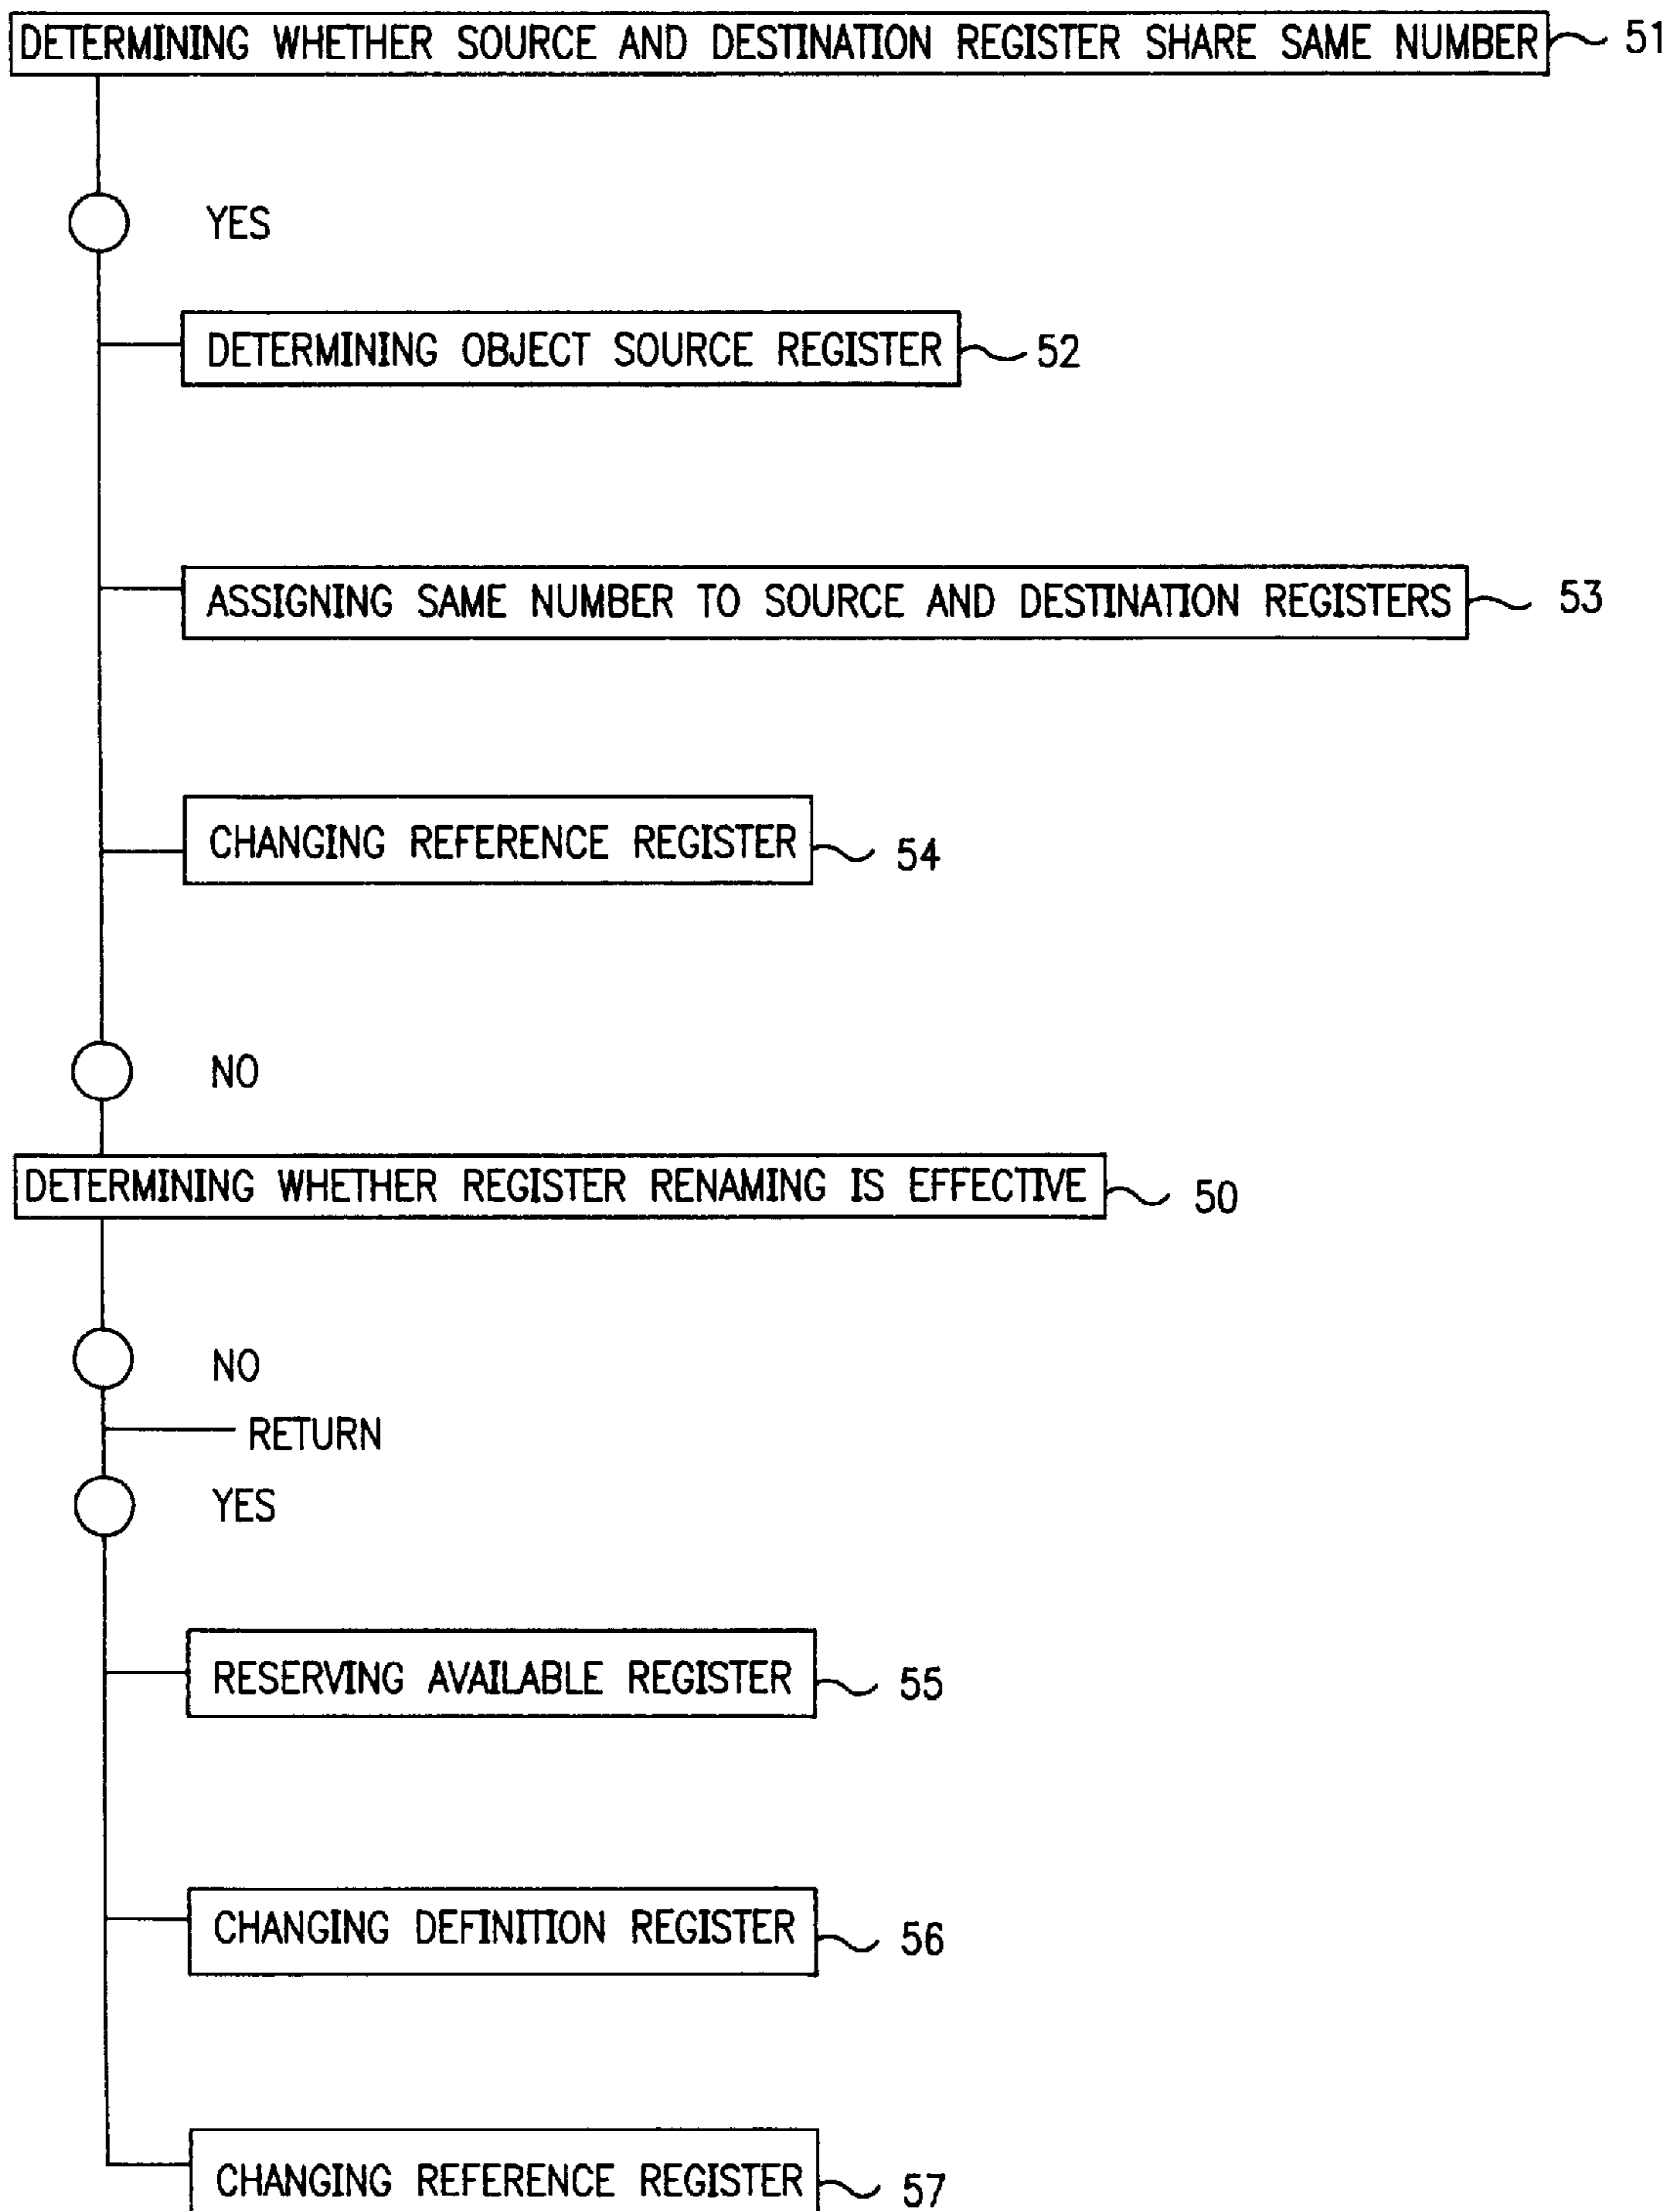 DETERMINING WHETHER SOURCE AND DESTINATION REGISTER SHARE SAME NUMBER 51
YES
DETERMINING OBJECT SOURCE REGISTER 52
ASSIGNING SAME NUMBER TO SOURCE AND DESTINATION REGISTERS 53
CHANGING REFERENCE REGISTER 54
NO
DETERMINING WHETHER REGISTER RENAMING IS EFFECTIVE 50
NO
RETURN
YES
RESERVING AVAILABLE REGISTER 55
CHANGING DEFINITION REGISTER 56
CHANGING REFERENCE REGISTER 57